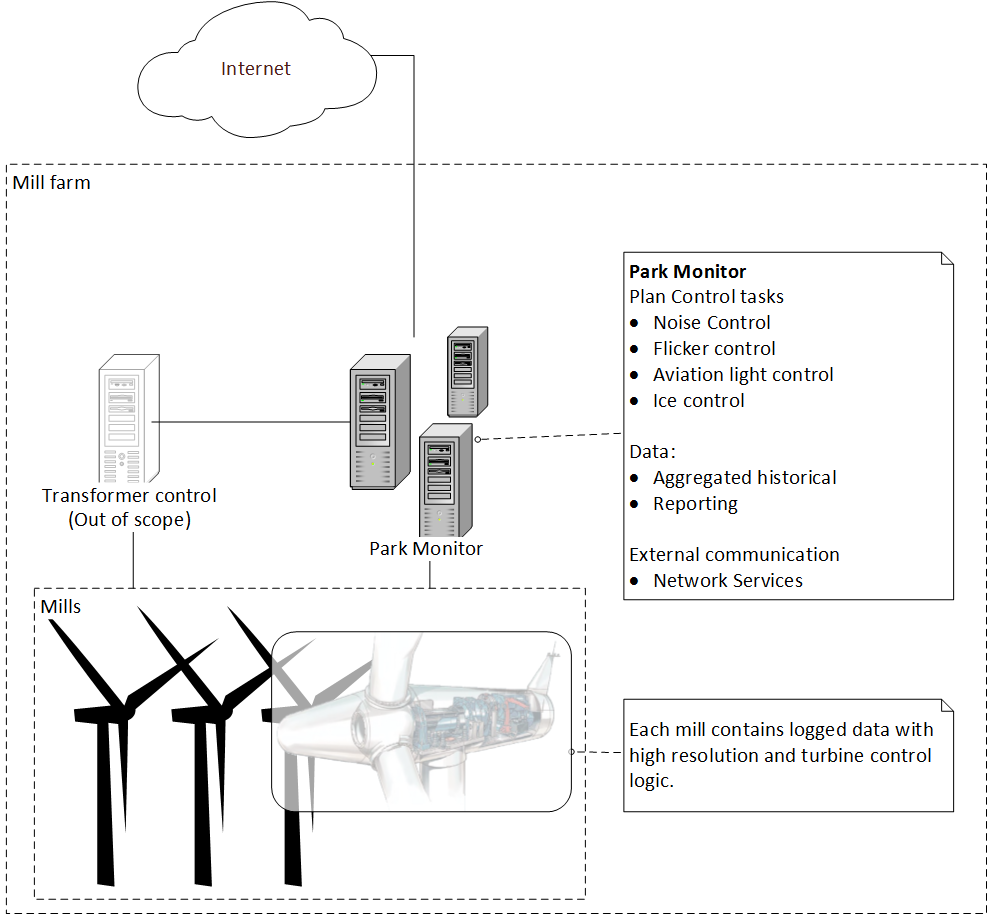 Internet
Mill farm
Park Monitor
Plan Control tasks
• Noise Control
• Flicker control
• Aviation light control
• Ice control
Data:
• Aggregated historical
• Reporting
External communication
• Network Services
Transformer control
(Out of scope)
Park Monitor
Mills
Each mill contains logged data with
high resolution and turbine control
logic.